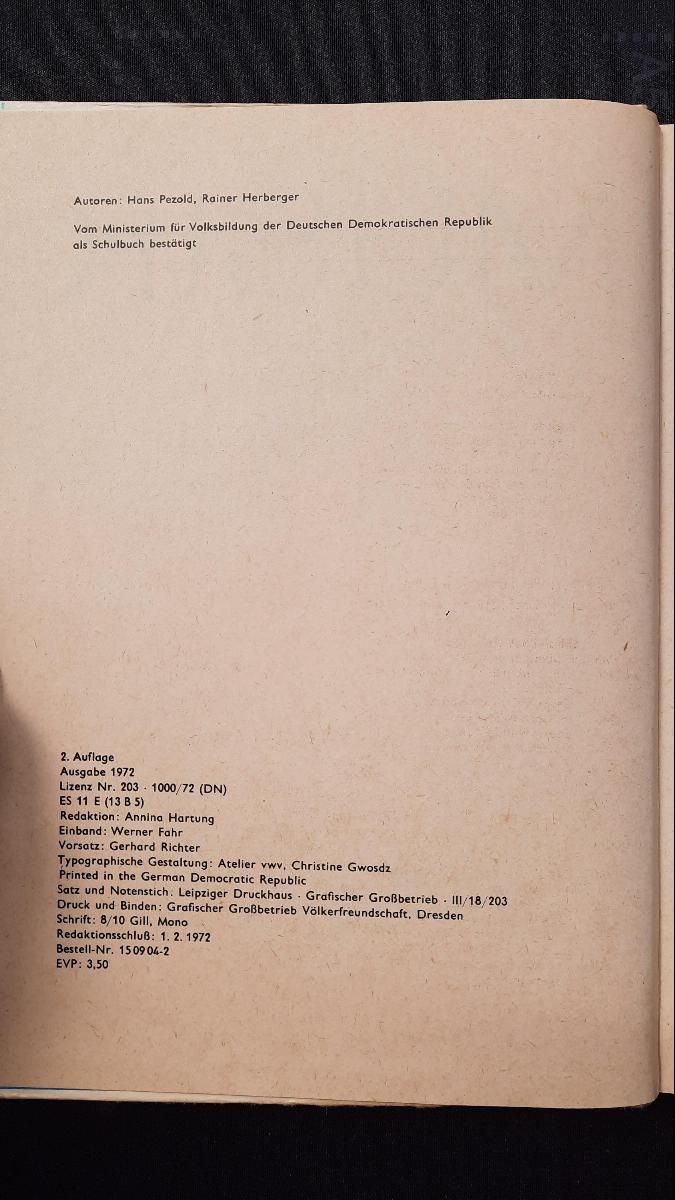 Autoren: Hans Pezold, Rainer Herberger
Vom Ministerium für Volksbildung der Deutschen Demokratischen Republik
als Schulbuch bestätigt
2. Auflage
Ausgabe 1972
Lizenz Nr. 203 · 1000/72 (DN)
ES 11 E (13 B 5)
Redaktion: Annina Hartung
Einband: Werner Fahr
Vorsatz: Gerhard Richter
Typographische Gestaltung: Atelier vwv, Christine Gwosdz
Printed in the German Democratic Republic
Satz und Notenstich: Leipziger Druckhaus · Grafischer Großbetrieb · III/18/203
Druck und Binden: Grafischer Großbetrieb Völkerfreundschaft, Dresden
Schrift: 8/10 Gill, Mono
Redaktionsschluß: 1. 2. 1972
Bestell-Nr. 150904-2
EVP: 3,50